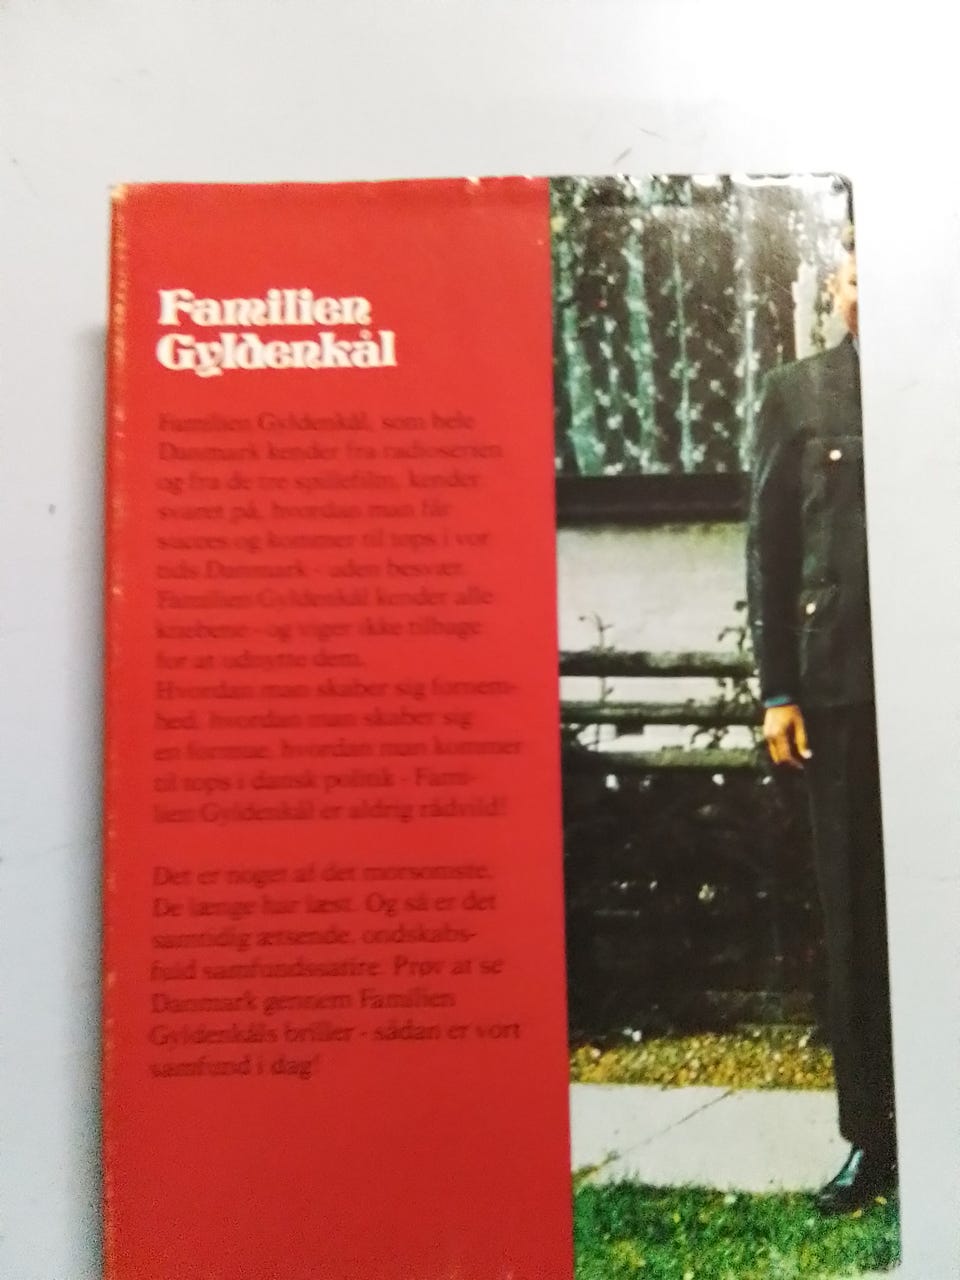 Familien
Gyldenkål
Familien Gyldenkål, som hele
Danmark kender fra radioserien
og fra de tre spillefilm, kender
svaret på, hvordan man får
succes og kommer til tops i vor
tids Danmark - uden besvær.
Familien Gyldenkål kender alle
knebene - og viger ikke tilbage
for at udnytte dem.
Hvordan man skaber sig fornem-
hed, hvordan man skaber sig
en formue, hvordan man kommer
til tops i dansk politik - Fami-
lien Gyldenkål er aldrig rådvild!
Det er noget af det morsomste,
De længe har læst. Og så er det
samtidig ætsende, ondskabs-
fuld samfundssatire. Prøv at se
Danmark gennem Familien
Gyldenkåls briller - sådan er vort
samfund i dag!